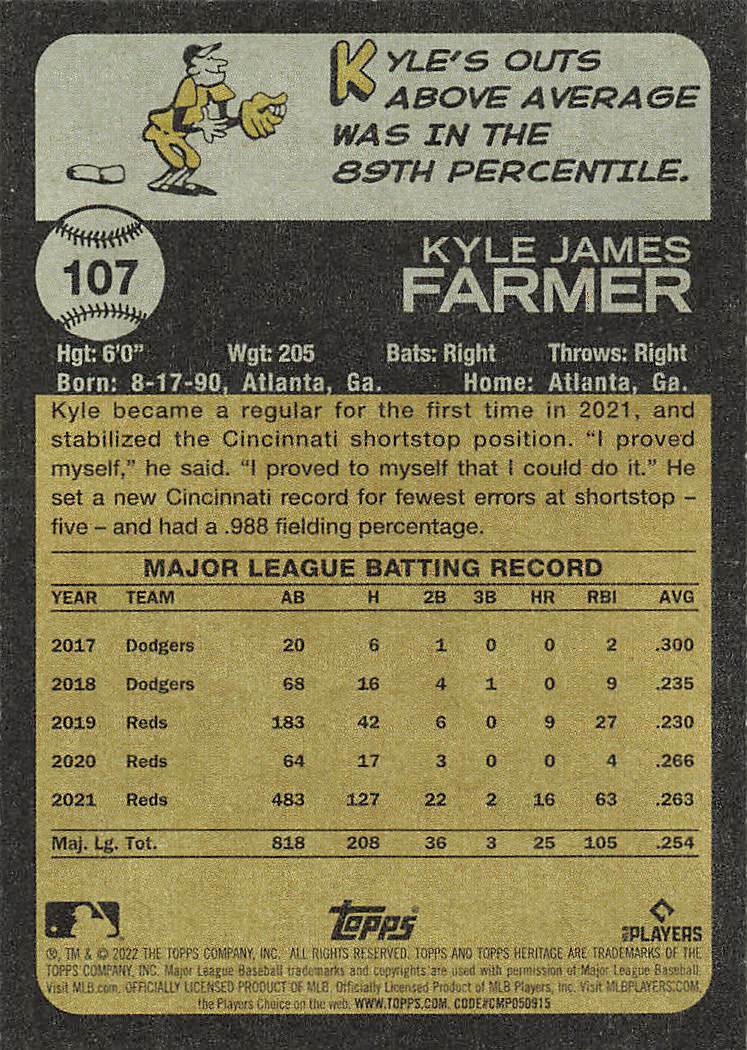 KYLE'S OUTS
ABOVE AVERAGE
WAS IN THE
89TH PERCENTILE.
107
KYLE JAMES
FARMER
Hgt: 6'0" Wgt: 205 Bats: Right Throws: Right
Born: 8-17-90, Atlanta, Ga. Home: Atlanta, Ga.
Kyle became a regular for the first time in 2021, and
stabilized the Cincinnati shortstop position. “I proved
myself,” he said. “I proved to myself that I could do it.” He
set a new Cincinnati record for fewest errors at shortstop –
five – and had a .988 fielding percentage.
MAJOR LEAGUE BATTING RECORD
YEAR TEAM AB H 2B 3B HR RBI AVG
2017 Dodgers 20 6 1 0 0 2 .300
2018 Dodgers 68 16 4 1 0 9 .235
2019 Reds 183 42 6 0 9 27 .230
2020 Reds 64 17 3 0 0 4 .266
2021 Reds 483 127 22 2 16 63 .263
Maj. Lg. Tot. 818 208 36 3 25 105 .254
topps®
MLB PLAYERS
®, TM & © 2022 THE TOPPS COMPANY, INC. ALL RIGHTS RESERVED. TOPPS AND TOPPS HERITAGE ARE TRADEMARKS OF THE
TOPPS COMPANY, INC. Major League Baseball trademarks and copyrights are used with permission of Major League Baseball.
Visit MLB.com. OFFICIALLY LICENSED PRODUCT OF MLB. Officially Licensed Product of MLB Players, Inc. Visit MLBPLAYERS.COM,
the Players Choice on the web. WWW.TOPPS.COM. CODE#CMP050915